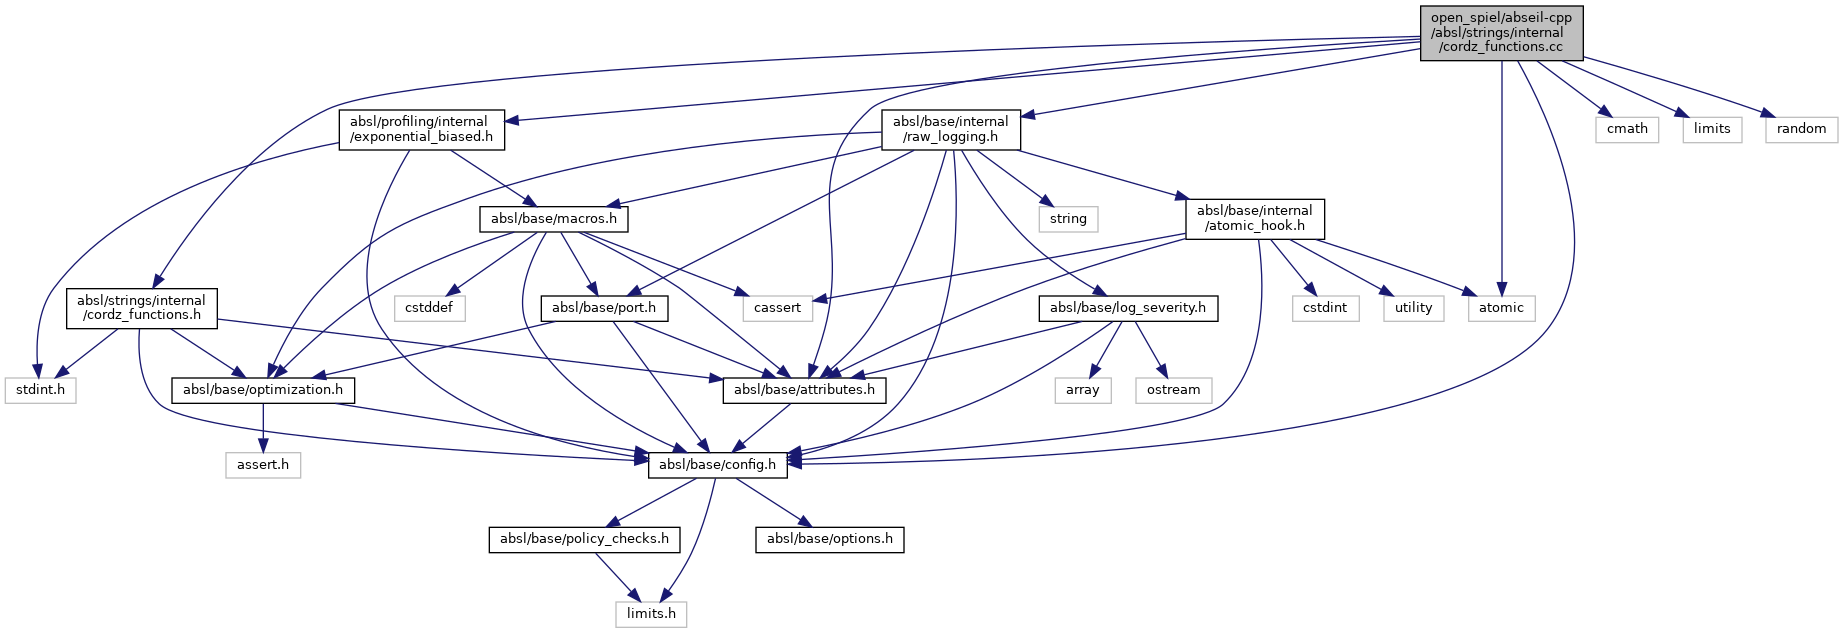 open_spiel/abseil-cpp
/absl/strings/internal
/cordz_functions.cc
absl/profiling/internal
/exponential_biased.h
absl/base/internal
/raw_logging.h
cmath
limits
random
absl/base/macros.h
string
absl/base/internal
/atomic_hook.h
absl/strings/internal
/cordz_functions.h
cstddef
absl/base/port.h
cassert
absl/base/log_severity.h
cstdint
utility
atomic
stdint.h
absl/base/optimization.h
absl/base/attributes.h
array
ostream
assert.h
absl/base/config.h
absl/base/policy_checks.h
absl/base/options.h
limits.h